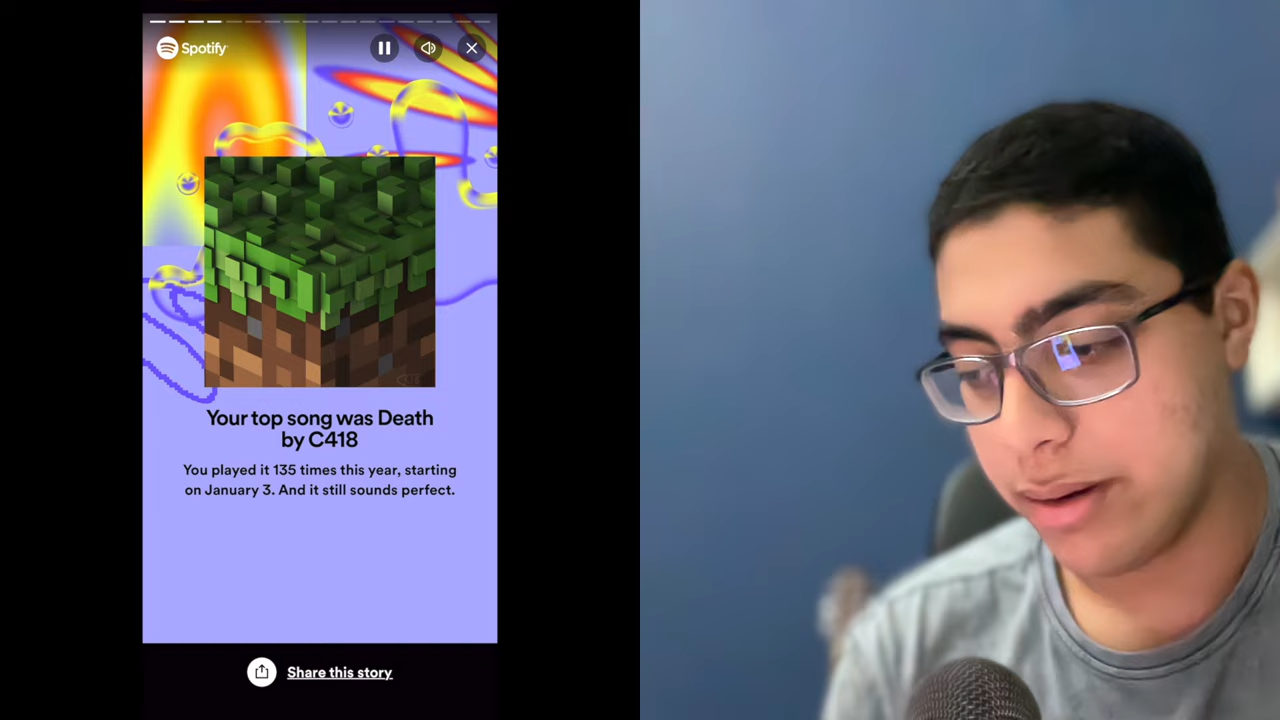 Spotify
Your top song was Death
by C418
You played it 135 times this year, starting
on January 3. And it still sounds perfect.
Share this story